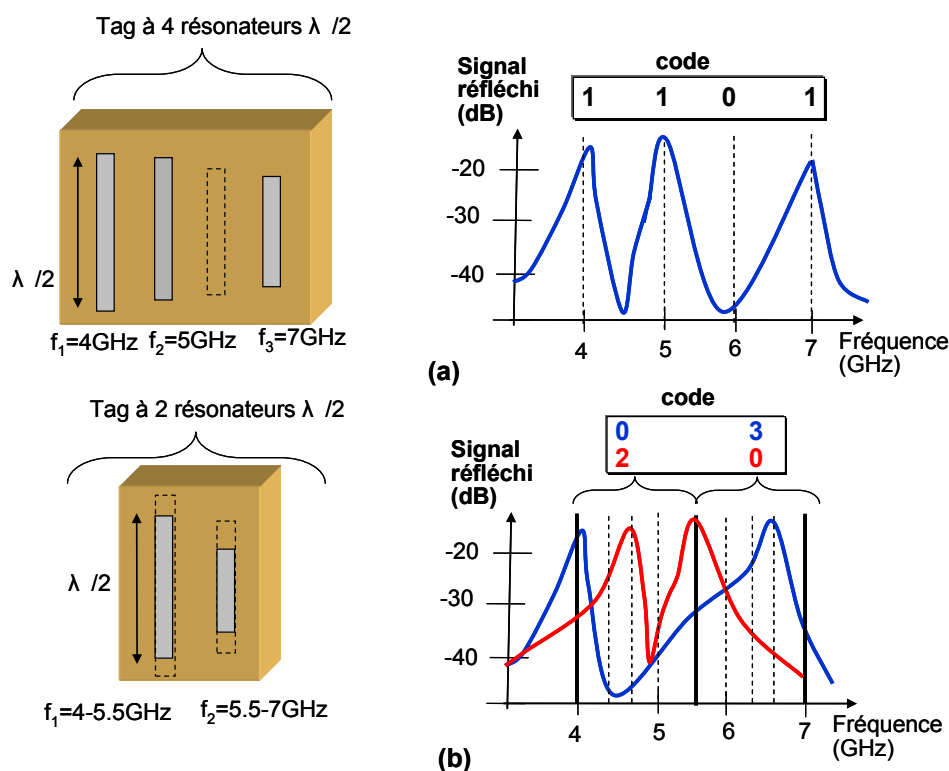 Tag à 4 résonateurs λ /2
λ /2
f1=4GHz f2=5GHz f3=7GHz
Signal
réfléchi
(dB)
code
1 1 0 1
-20
-30
-40
4 5 6 7
Fréquence
(GHz)
(a)
Tag à 2 résonateurs λ /2
λ /2
f1=4-5.5GHz f2=5.5-7GHz
Signal
réfléchi
(dB)
code
0 3
2 0
-20
-30
-40
4 5 6 7
Fréquence
(GHz)
(b)